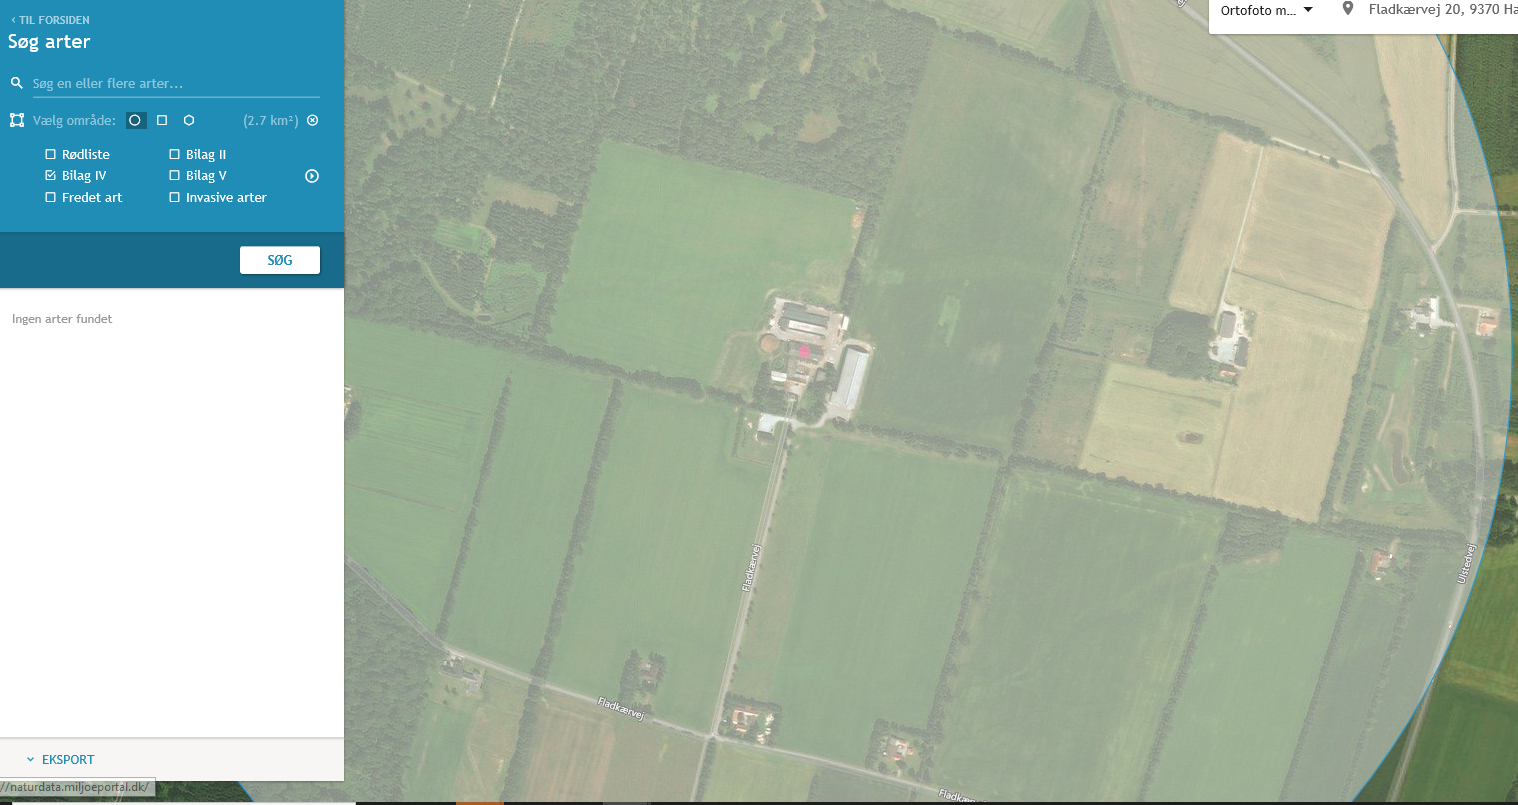 ‹ TIL FORSIDEN
Søg arter
Søg en eller flere arter...
Vælg område: (2.7 km²)
Rødliste Bilag II
Bilag IV Bilag V
Fredet art Invasive arter
SØG
Ingen arter fundet
EKSPORT
//naturdata.miljoeportal.dk/
Ortofoto m...
Fladkærvej 20, 9370 Ha
Fladkærvej
Ulstedvej
Fladkærvej